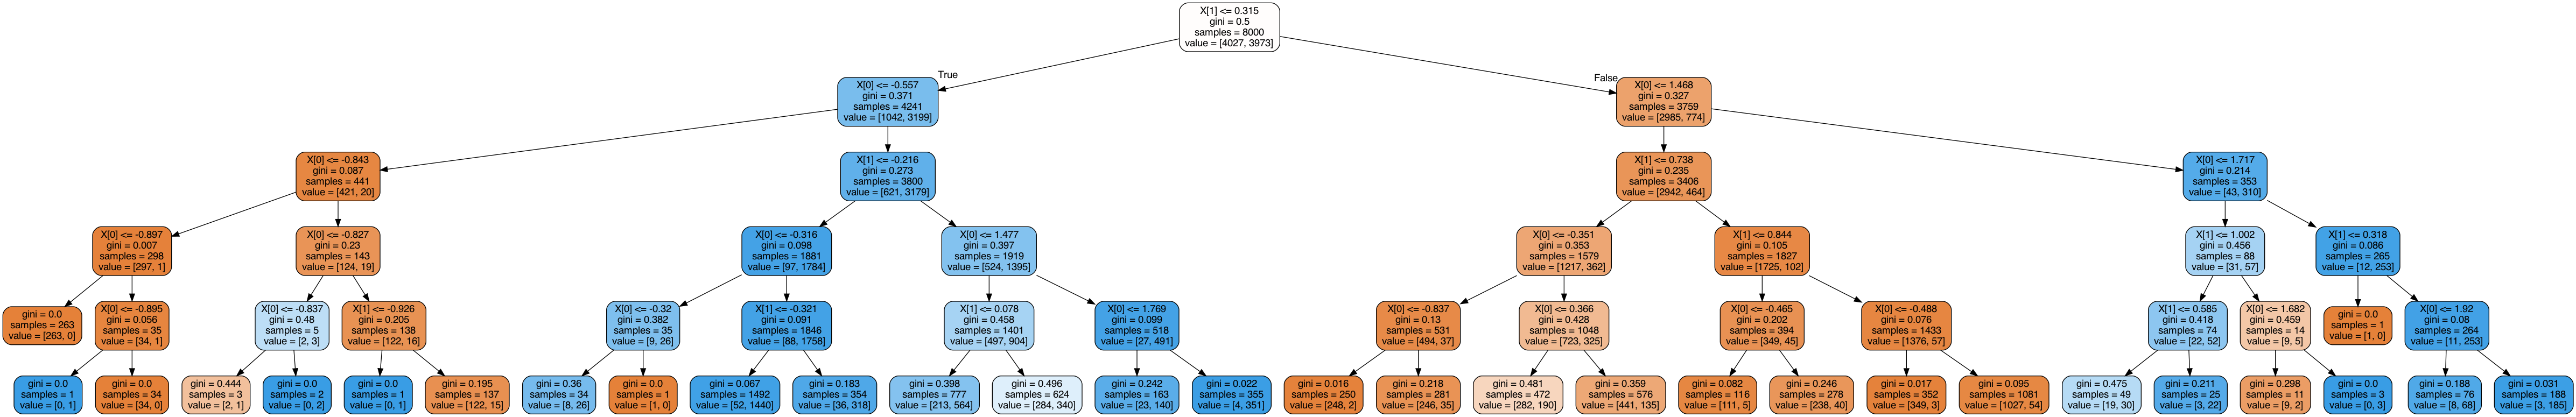 X[1] <= 0.315
gini = 0.5
samples = 8000
value = [4027, 3973]
True
False
X[0] <= -0.557
gini = 0.371
samples = 4241
value = [1042, 3199]
X[0] <= 1.468
gini = 0.327
samples = 3759
value = [2985, 774]
X[0] <= -0.843
gini = 0.087
samples = 441
value = [421, 20]
X[1] <= -0.216
gini = 0.273
samples = 3800
value = [621, 3179]
X[1] <= 0.738
gini = 0.235
samples = 3406
value = [2942, 464]
X[0] <= 1.717
gini = 0.214
samples = 353
value = [43, 310]
X[0] <= -0.897
gini = 0.007
samples = 298
value = [297, 1]
X[0] <= -0.827
gini = 0.23
samples = 143
value = [124, 19]
X[0] <= -0.316
gini = 0.098
samples = 1881
value = [97, 1784]
X[0] <= 1.477
gini = 0.397
samples = 1919
value = [524, 1395]
X[0] <= -0.351
gini = 0.353
samples = 1579
value = [1217, 362]
X[1] <= 0.844
gini = 0.105
samples = 1827
value = [1725, 102]
X[1] <= 1.002
gini = 0.456
samples = 88
value = [31, 57]
X[1] <= 0.318
gini = 0.086
samples = 265
value = [12, 253]
gini = 0.0
samples = 263
value = [263, 0]
X[0] <= -0.895
gini = 0.056
samples = 35
value = [34, 1]
X[0] <= -0.837
gini = 0.48
samples = 5
value = [2, 3]
X[1] <= -0.926
gini = 0.205
samples = 138
value = [122, 16]
X[0] <= -0.32
gini = 0.382
samples = 35
value = [9, 26]
X[1] <= -0.321
gini = 0.091
samples = 1846
value = [88, 1758]
X[1] <= 0.078
gini = 0.458
samples = 1401
value = [497, 904]
X[0] <= 1.769
gini = 0.099
samples = 518
value = [27, 491]
X[0] <= -0.837
gini = 0.13
samples = 531
value = [494, 37]
X[0] <= 0.366
gini = 0.428
samples = 1048
value = [723, 325]
X[0] <= -0.465
gini = 0.202
samples = 394
value = [349, 45]
X[0] <= -0.488
gini = 0.076
samples = 1433
value = [1376, 57]
X[1] <= 0.585
gini = 0.418
samples = 74
value = [22, 52]
X[0] <= 1.682
gini = 0.459
samples = 14
value = [9, 5]
gini = 0.0
samples = 1
value = [1, 0]
X[0] <= 1.92
gini = 0.08
samples = 264
value = [11, 253]
gini = 0.0
samples = 1
value = [0, 1]
gini = 0.0
samples = 34
value = [34, 0]
gini = 0.444
samples = 3
value = [2, 1]
gini = 0.0
samples = 2
value = [0, 2]
gini = 0.0
samples = 1
value = [0, 1]
gini = 0.195
samples = 137
value = [122, 15]
gini = 0.36
samples = 34
value = [8, 26]
gini = 0.0
samples = 1
value = [1, 0]
gini = 0.067
samples = 1492
value = [52, 1440]
gini = 0.183
samples = 354
value = [36, 318]
gini = 0.398
samples = 777
value = [213, 564]
gini = 0.496
samples = 624
value = [284, 340]
gini = 0.242
samples = 163
value = [23, 140]
gini = 0.022
samples = 355
value = [4, 351]
gini = 0.016
samples = 250
value = [248, 2]
gini = 0.218
samples = 281
value = [246, 35]
gini = 0.481
samples = 472
value = [282, 190]
gini = 0.359
samples = 576
value = [441, 135]
gini = 0.082
samples = 116
value = [111, 5]
gini = 0.246
samples = 278
value = [238, 40]
gini = 0.017
samples = 352
value = [349, 3]
gini = 0.095
samples = 1081
value = [1027, 54]
gini = 0.475
samples = 49
value = [19, 30]
gini = 0.211
samples = 25
value = [3, 22]
gini = 0.298
samples = 11
value = [9, 2]
gini = 0.0
samples = 3
value = [0, 3]
gini = 0.188
samples = 76
value = [8, 68]
gini = 0.031
samples = 188
value = [3, 185]